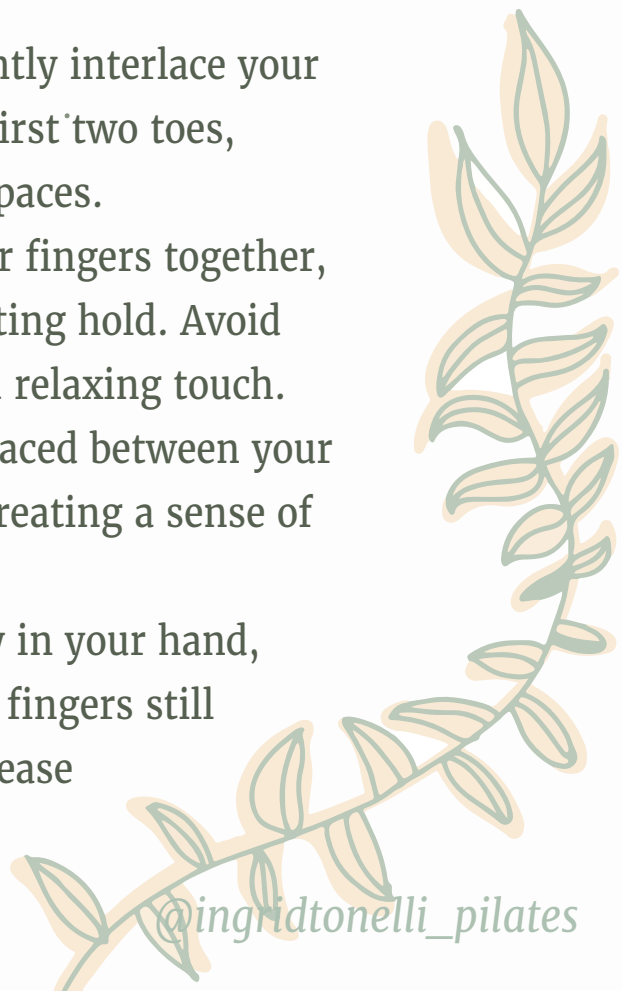 ntly interlace your
irst two toes,
paces.
r fingers together,
ting hold. Avoid
relaxing touch.
aced between your
reating a sense of
in your hand,
fingers still
ease
@ingridtonelli_pilates